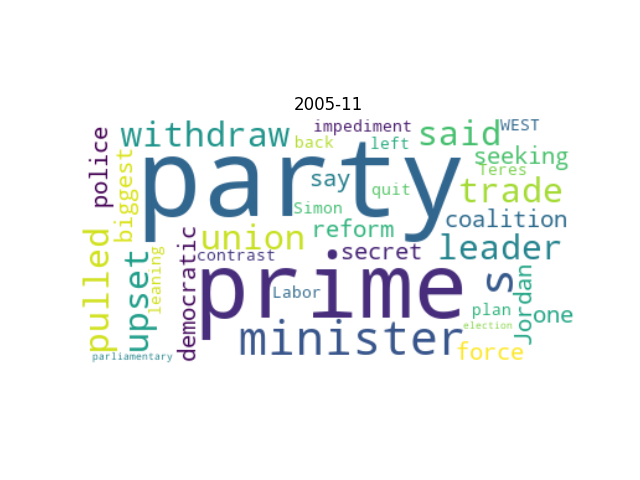 2005-11
impediment
WEST
withdraw
said
back
left
police
party
seeking
biggest
say
Teres
quit
trade
Simon
coalition
union
reform
pulled
democratic
contrast
secret
leader
upset
leaning
prime
s
Jordan
Labor
plan
one
minister
election
force
parliamentary